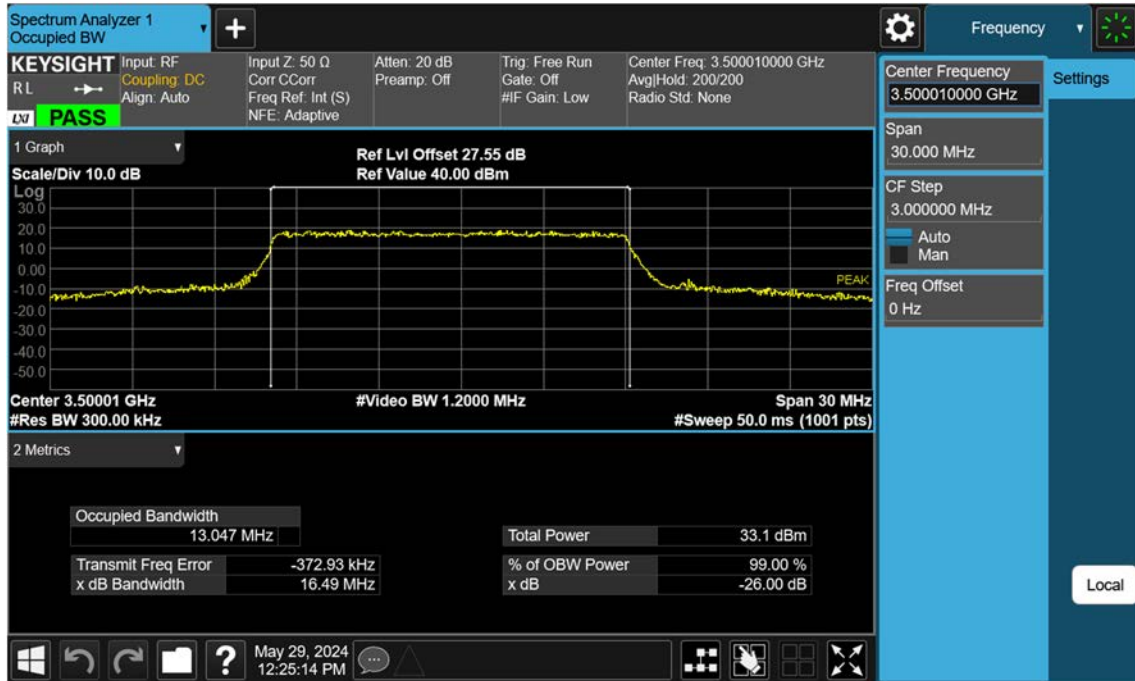 Spectrum Analyzer 1
Occupied BW
+
Frequency
KEYSIGHT
R L
LXI PASS
Input: RF
Coupling: DC
Align: Auto
Input Z: 50 Ω
Corr CCorr
Freq Ref: Int (S)
NFE: Adaptive
Atten: 20 dB
Preamp: Off
Trig: Free Run
Gate: Off
#IF Gain: Low
Center Freq: 3.500010000 GHz
Avg|Hold: 200/200
Radio Std: None
1 Graph
Scale/Div 10.0 dB
Ref Lvl Offset 27.55 dB
Ref Value 40.00 dBm
Log
30.0
20.0
10.0
0.00
-10.0
-20.0
-30.0
-40.0
-50.0
PEAK
Center 3.50001 GHz
#Video BW 1.2000 MHz
Span 30 MHz
#Res BW 300.00 kHz
#Sweep 50.0 ms (1001 pts)
2 Metrics
Occupied Bandwidth
13.047 MHz
Total Power 33.1 dBm
Transmit Freq Error -372.93 kHz
% of OBW Power 99.00 %
x dB Bandwidth 16.49 MHz
x dB -26.00 dB
Center Frequency
3.500010000 GHz
Settings
Span
30.000 MHz
CF Step
3.000000 MHz
Auto
Man
Freq Offset
0 Hz
Local
?
May 29, 2024
12:25:14 PM